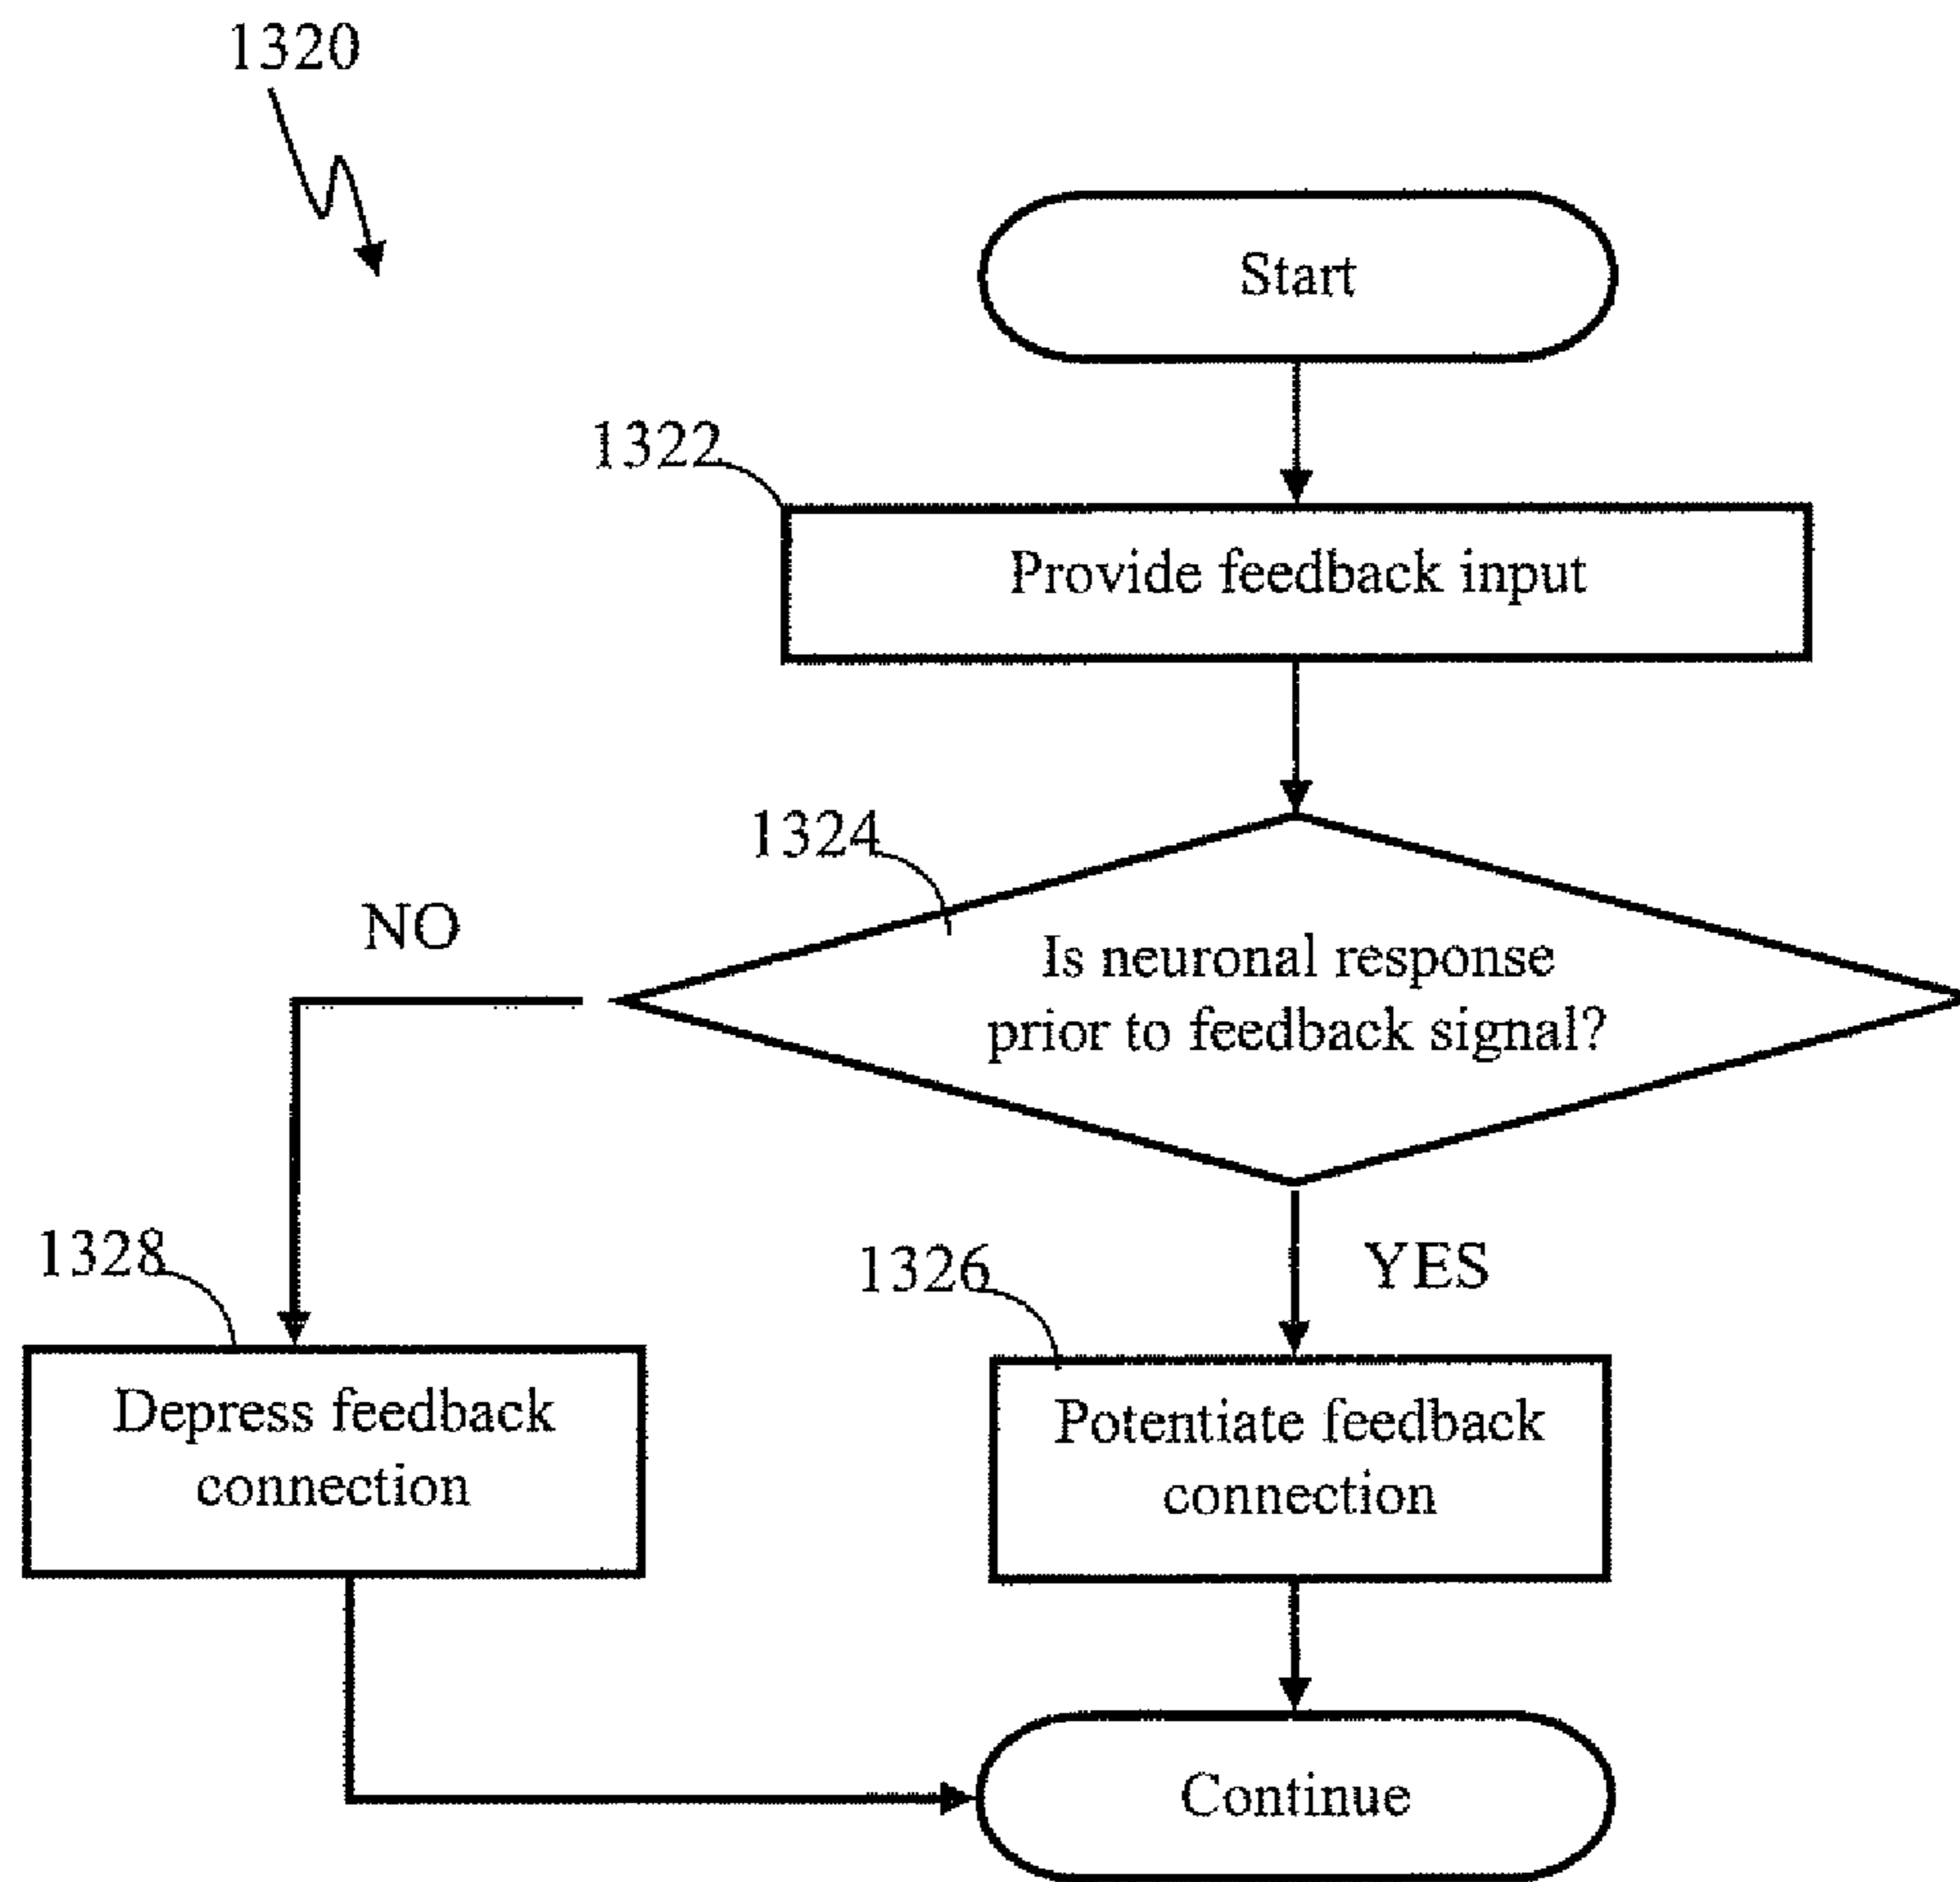 1320
Start
1322
Provide feedback input
1324
NO
Is neuronal response
prior to feedback signal?
1328
1326
YES
Depress feedback
connection
Potentiate feedback
connection
Continue